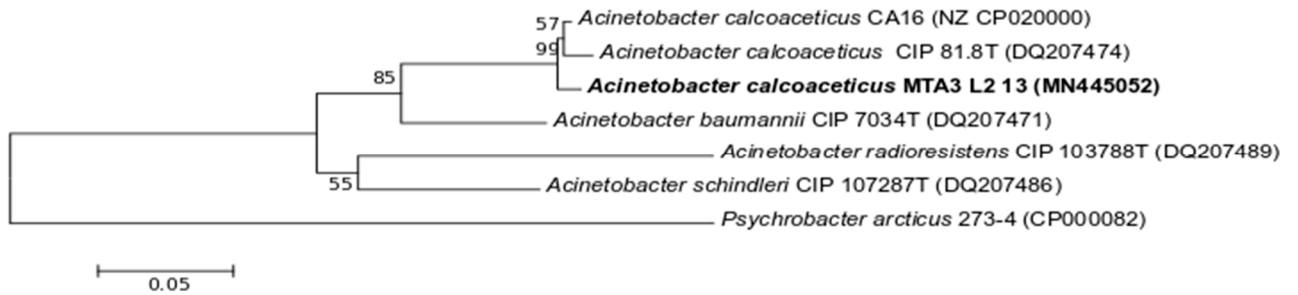 57
Acinetobacter calcoaceticus CA16 (NZ CP020000)
99
Acinetobacter calcoaceticus CIP 81.8T (DQ207474)
85
Acinetobacter calcoaceticus MTA3 L2 13 (MN445052)
Acinetobacter baumannii CIP 7034T (DQ207471)
Acinetobacter radioresistens CIP 103788T (DQ207489)
55
Acinetobacter schindleri CIP 107287T (DQ207486)
Psychrobacter arcticus 273-4 (CP000082)
0.05